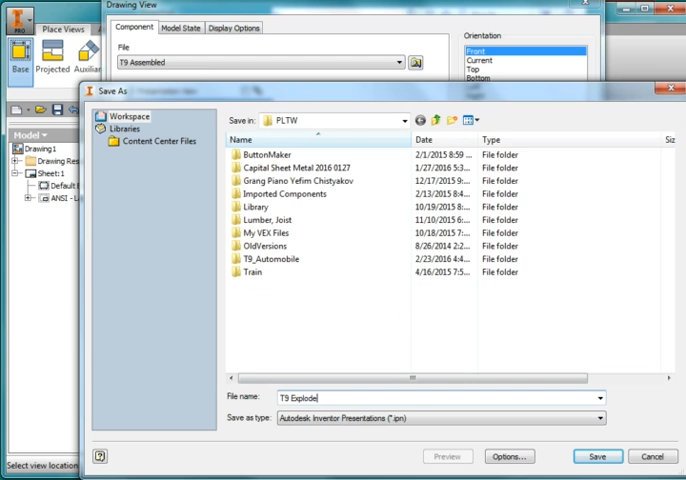 Drawing View
PRO
Place Views
Component
Model State
Display Options
File
T9 Assembled
Orientation
Front
Current
Top
Bottom
Base
Projected
Auxiliar
Save As
Workspace
Libraries
Content Center Files
Save in:
PLTW
Model
Drawing1
Drawing Res
Sheet:1
Default B
ANSI - La
Name
Date
Type
Siz
ButtonMaker 2/1/2015 8:59 ... File folder
Capital Sheet Metal 2016 0127 1/27/2016 5:3... File folder
Grang Piano Yefim Chistyakov 12/17/2015 9:... File folder
Imported Components 2/13/2015 8:4... File folder
Library 10/19/2015 8:... File folder
Lumber, Joist 11/10/2015 6:... File folder
My VEX Files 10/18/2015 7:... File folder
OldVersions 8/26/2014 2:2... File folder
T9_Automobile 2/23/2016 4:4... File folder
Train 4/16/2015 7:5... File folder
File name:
T9 Explode
Save as type:
Autodesk Inventor Presentations (*.ipn)
Preview
Options...
Save
Cancel
Select view location